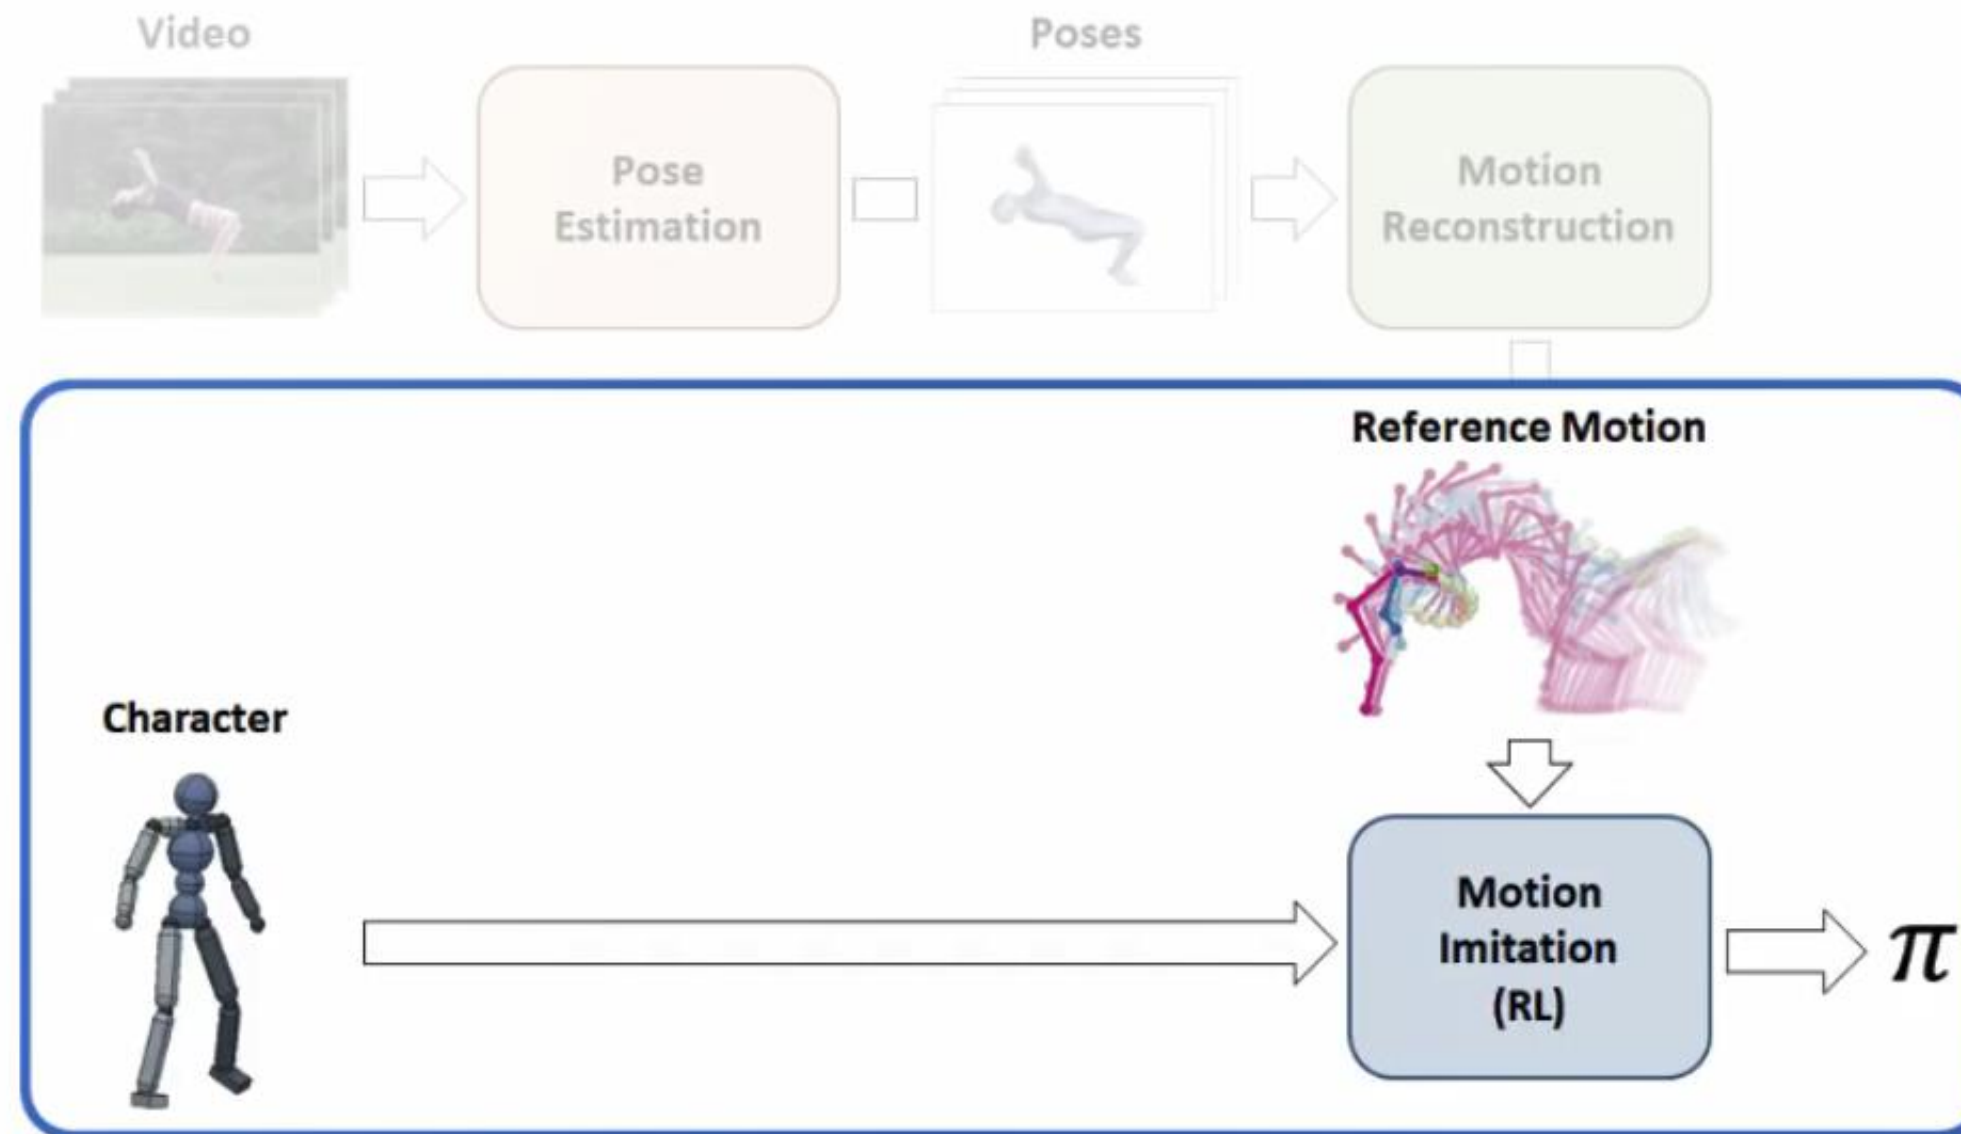 Video
Poses
Pose
Estimation
Motion
Reconstruction
Reference Motion
Character
Motion
Imitation
(RL)
π